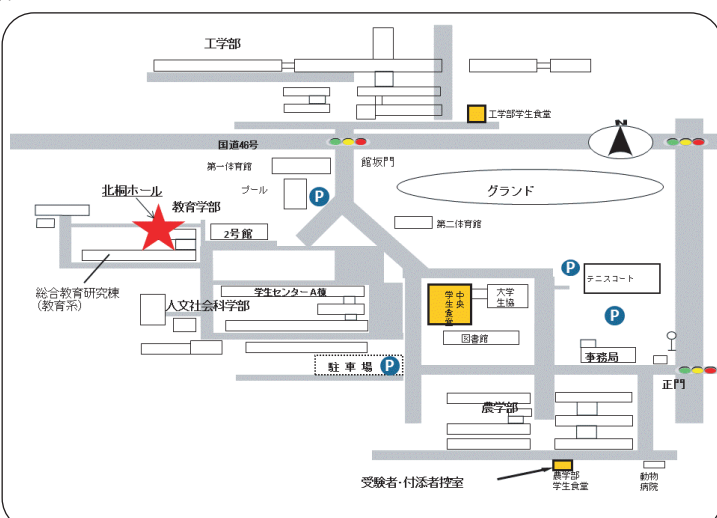 工学部
工学部学生食堂
国道46号
N
第一体育館
館坂門
北桐ホール
プール
P
グランド
教育学部
2号館
第二体育館
P
テニスコート
総合教育研究棟
(教育系)
学生センターA棟
人文社会科学部
中央
学生食堂
大学
生協
P
図書館
駐車場 P
事務局
正門
農学部
受験者・付添者控室
農学部
学生食堂
動物
病院